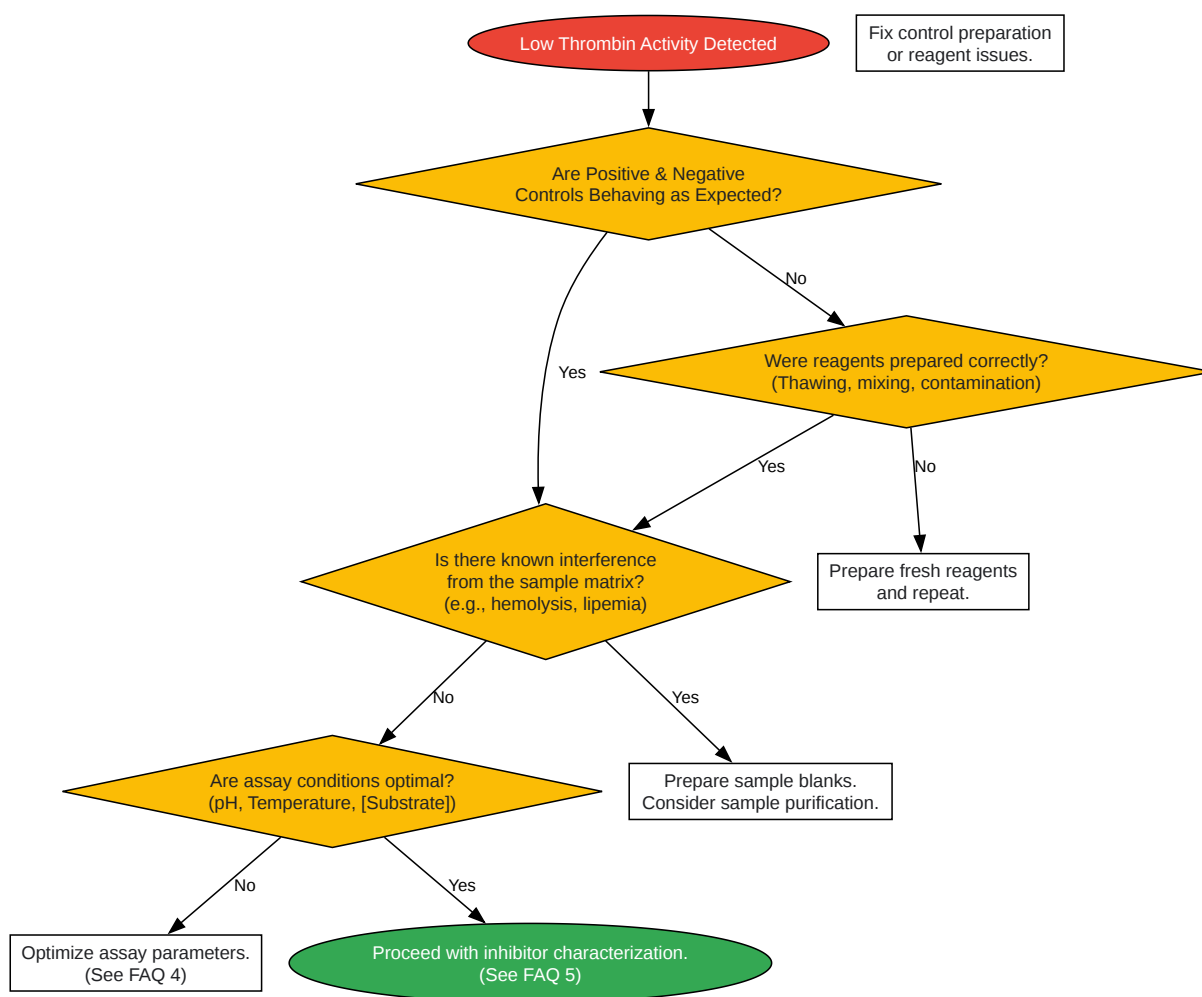 Low Thrombin Activity Detected
Fix control preparation
or reagent issues.
Are Positive & Negative
Controls Behaving as Expected?
No
Were reagents prepared correctly?
(Thawing, mixing, contamination)
Yes
Yes
No
Is there known interference
from the sample matrix?
(e.g., hemolysis, lipemia)
Prepare fresh reagents
and repeat.
No
Yes
Are assay conditions optimal?
(pH, Temperature, [Substrate])
Prepare sample blanks.
Consider sample purification.
No
Yes
Optimize assay parameters.
(See FAQ 4)
Proceed with inhibitor characterization.
(See FAQ 5)